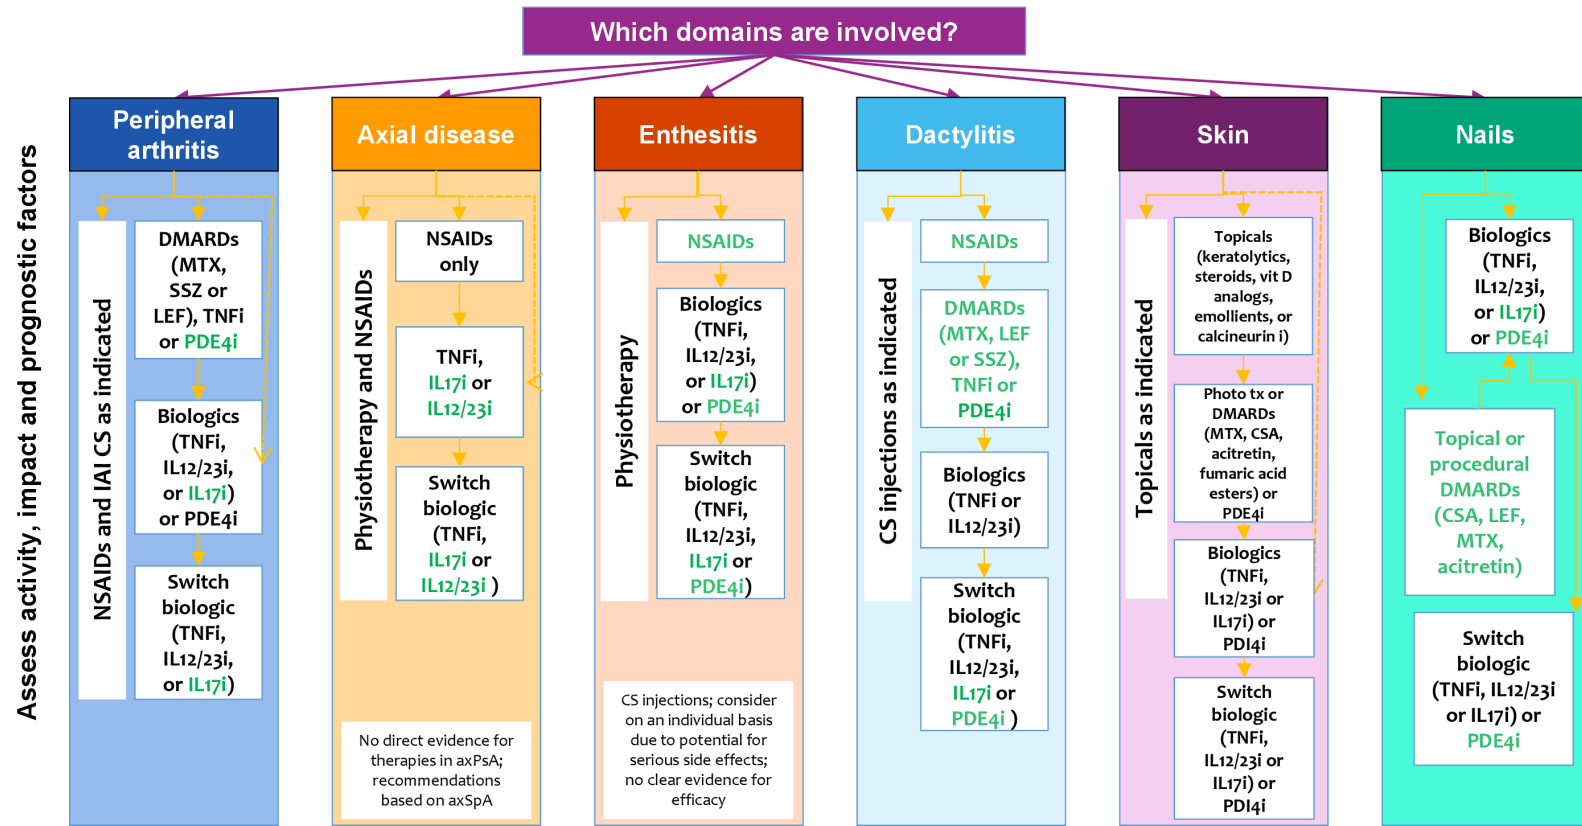 Which domains are involved?
Assess activity, impact and prognostic factors
Peripheral
arthritis
NSAIDs and IAI CS as indicated
DMARDs
(MTX,
SSZ or
LEF), TNFi
or PDE4i
Biologics
(TNFi,
IL12/23i,
or IL17i)
or PDE4i
Switch
biologic
(TNFi,
IL12/23i,
or IL17i)
Axial disease
Physiotherapy and NSAIDs
NSAIDs
only
TNFi,
IL17i or
IL12/23i
Switch
biologic
(TNFi,
IL17i or
IL12/23i )
No direct evidence for
therapies in axPsA;
recommendations
based on axSpA
Enthesitis
Physiotherapy
NSAIDs
Biologics
(TNFi,
IL12/23i,
or IL17i)
or PDE4i
Switch
biologic
(TNFi,
IL12/23i,
IL17i or
PDE4i)
CS injections; consider
on an individual basis
due to potential for
serious side effects;
no clear evidence for
efficacy
Dactylitis
CS injections as indicated
NSAIDs
DMARDs
(MTX, LEF
or SSZ),
TNFi or
PDE4i
Biologics
(TNFi or
IL12/23i)
Switch
biologic
(TNFi,
IL12/23i,
IL17i or
PDE4i )
Skin
Topicals as indicated
Topicals
(keratolytics,
steroids, vit D
analogs,
emollients, or
calcineurin i)
Photo tx or
DMARDs
(MTX, CSA,
acitretin,
fumaric acid
esters) or
PDE4i
Biologics
(TNFi,
IL12/23i or
IL17i) or
PDI4i
Switch
biologic
(TNFi,
IL12/23i or
IL17i) or
PDI4i
Nails
Biologics
(TNFi,
IL12/23i,
or IL17i)
or PDE4i
Topical or
procedural
DMARDs
(CSA, LEF,
MTX,
acitretin)
Switch
biologic
(TNFi, IL12/23i
or IL17i) or
PDE4i